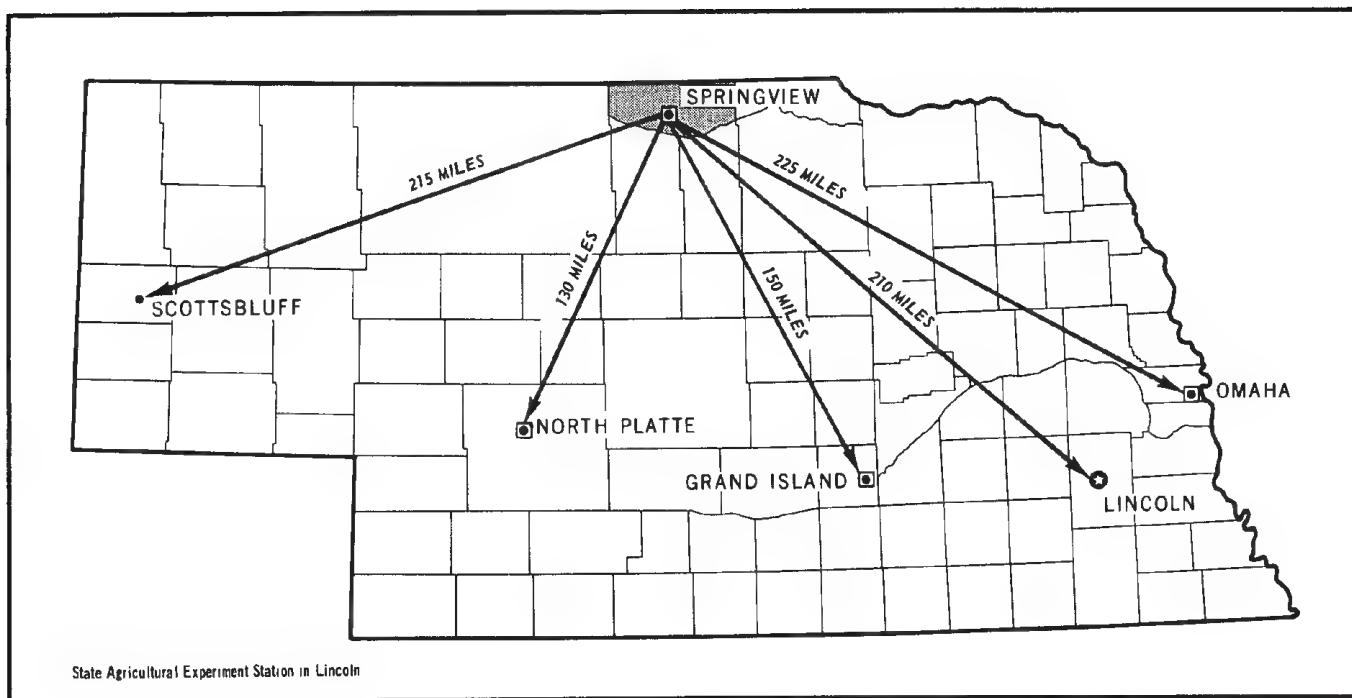 SPRINGVIEW
215 MILES
225 MILES
130 MILES
150 MILES
210 MILES
SCOTTSBLUFF
OMAHA
NORTH PLATTE
GRAND ISLAND
LINCOLN
State Agricultural Experiment Station in Lincoln